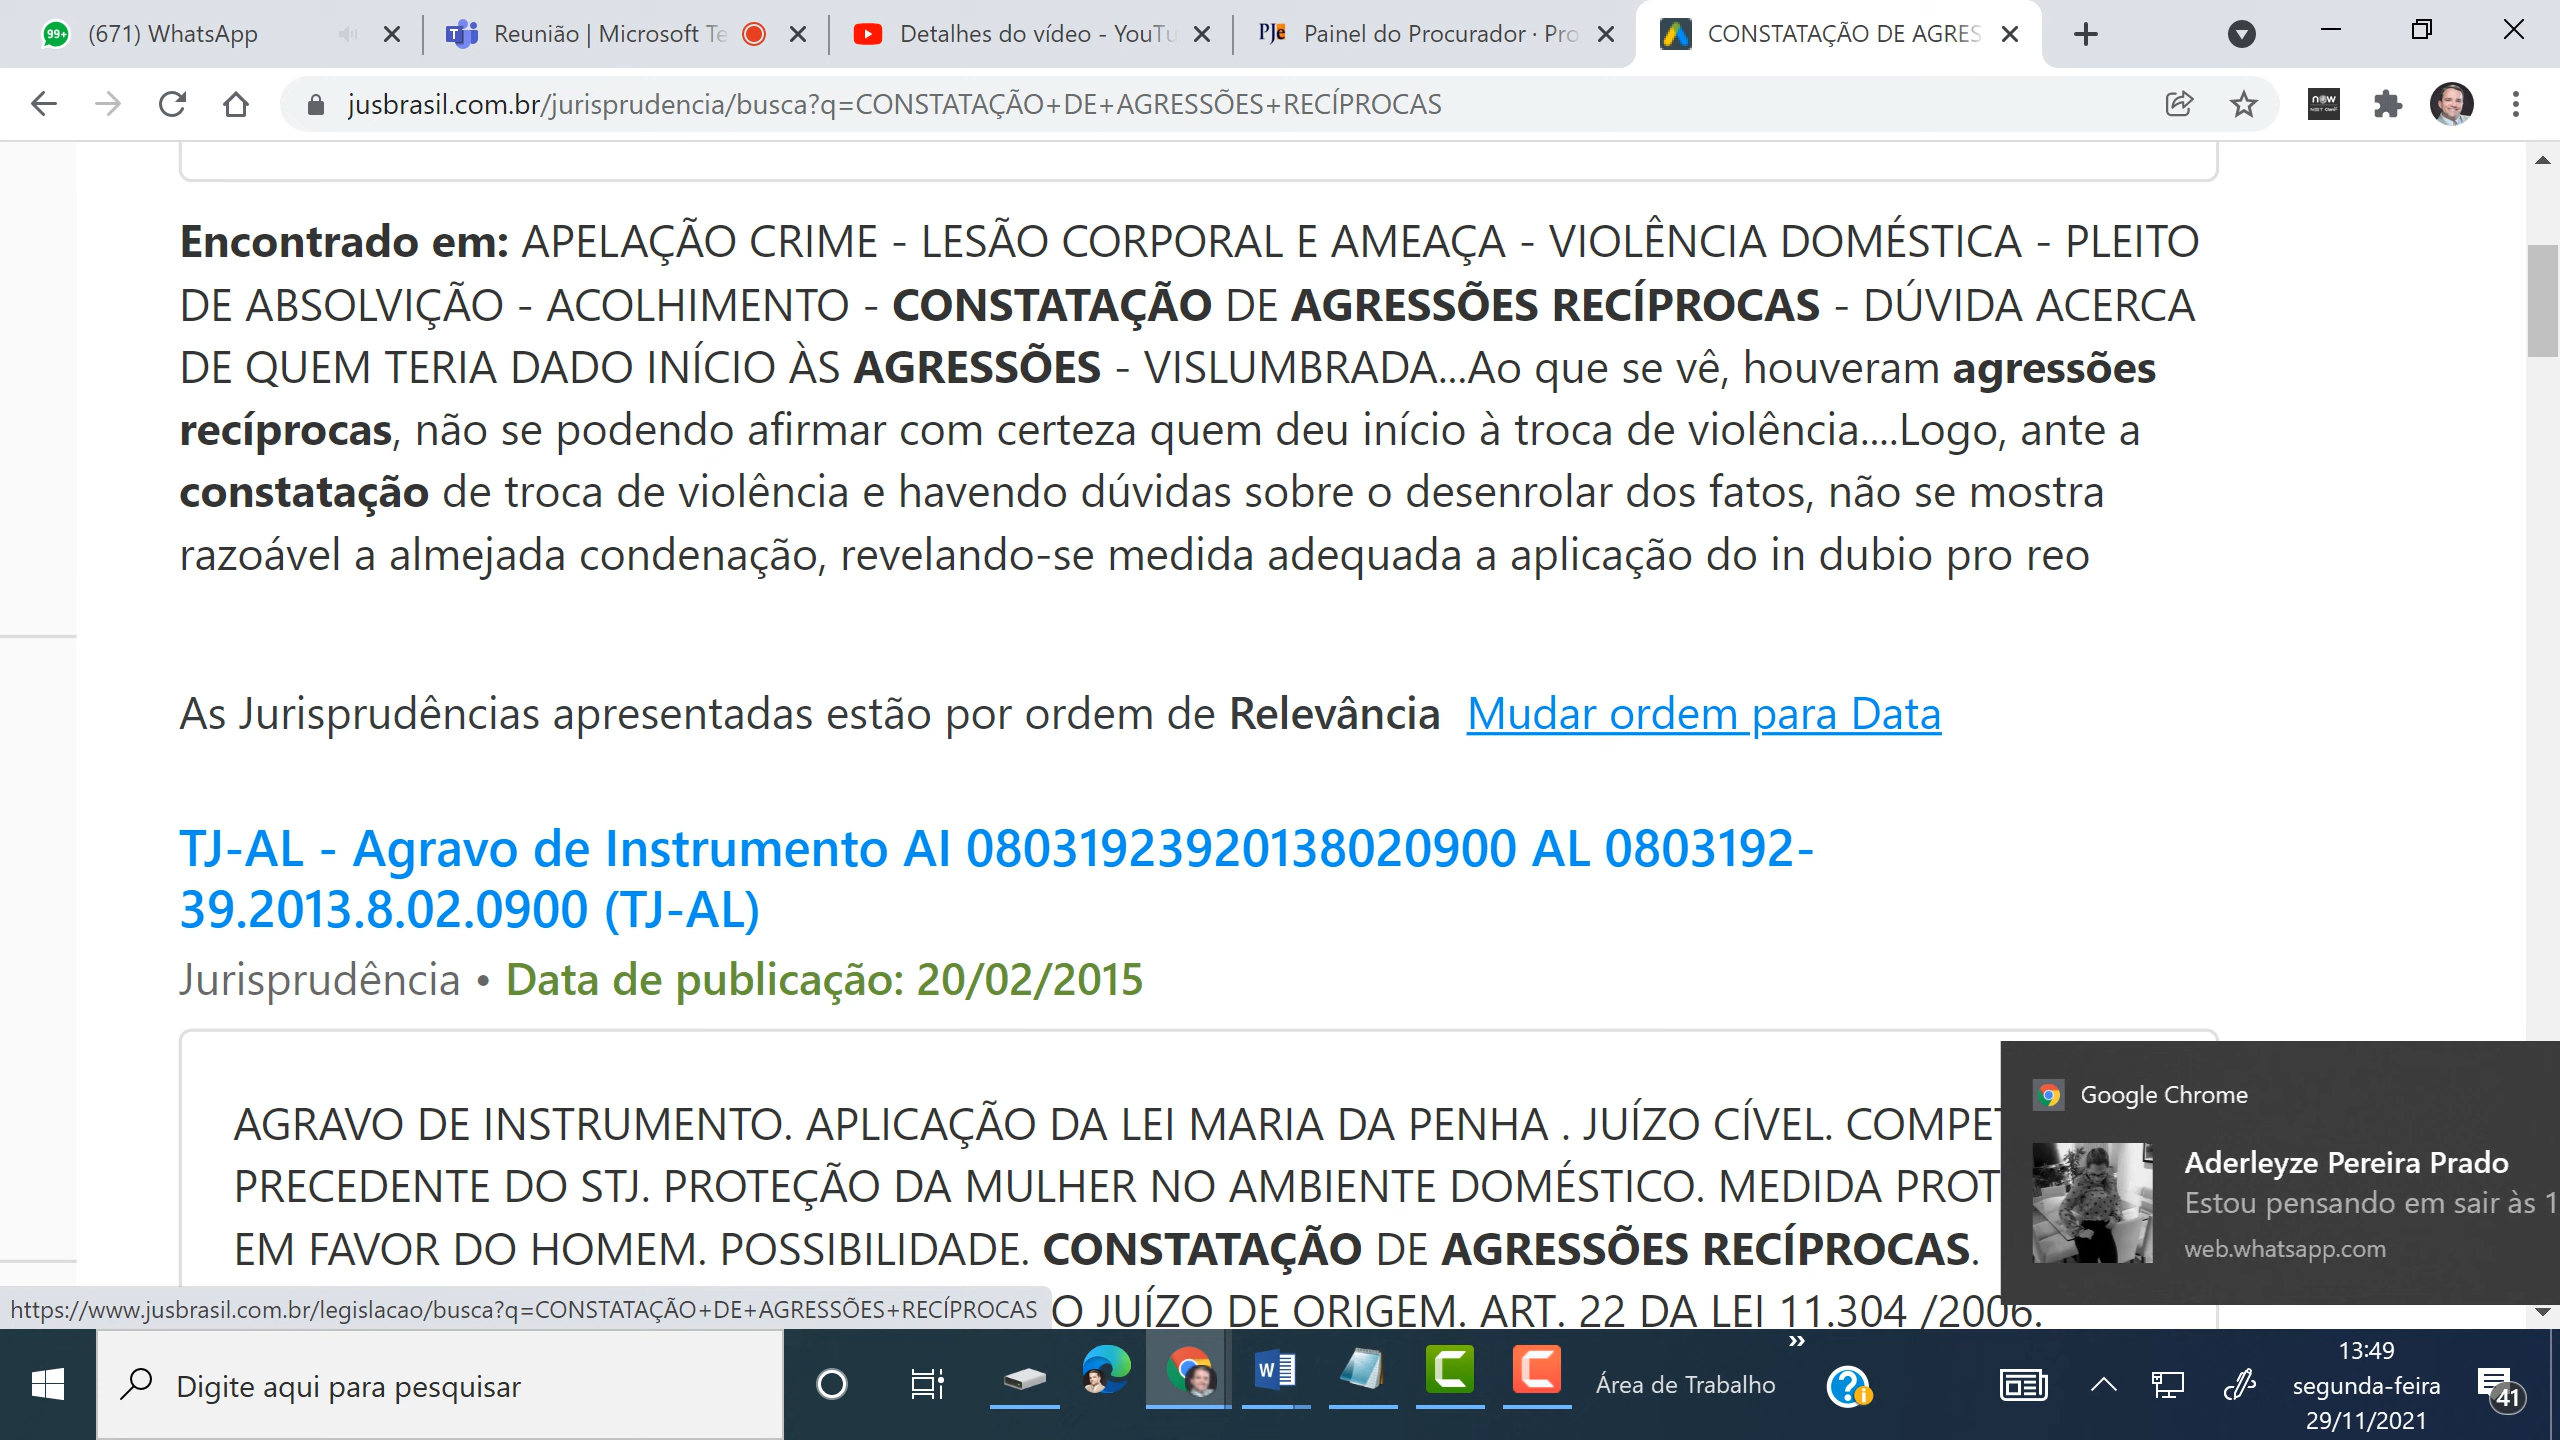 99+ (671) WhatsApp
Reunião | Microsoft Te
Detalhes do vídeo - YouTu
PJe Painel do Procurador · Pro
CONSTATAÇÃO DE AGRES
jusbrasil.com.br/jurisprudencia/busca?q=CONSTATAÇÃO+DE+AGRESSÕES+RECÍPROCAS
Encontrado em: APELAÇÃO CRIME - LESÃO CORPORAL E AMEAÇA - VIOLÊNCIA DOMÉSTICA - PLEITO
DE ABSOLVIÇÃO - ACOLHIMENTO - CONSTATAÇÃO DE AGRESSÕES RECÍPROCAS - DÚVIDA ACERCA
DE QUEM TERIA DADO INÍCIO ÀS AGRESSÕES - VISLUMBRADA...Ao que se vê, houveram agressões
recíprocas, não se podendo afirmar com certeza quem deu início à troca de violência....Logo, ante a
constatação de troca de violência e havendo dúvidas sobre o desenrolar dos fatos, não se mostra
razoável a almejada condenação, revelando-se medida adequada a aplicação do in dubio pro reo
As Jurisprudências apresentadas estão por ordem de Relevância Mudar ordem para Data
TJ-AL - Agravo de Instrumento AI 08031923920138020900 AL 0803192-
39.2013.8.02.0900 (TJ-AL)
Jurisprudência • Data de publicação: 20/02/2015
AGRAVO DE INSTRUMENTO. APLICAÇÃO DA LEI MARIA DA PENHA . JUÍZO CÍVEL. COMPET
PRECEDENTE DO STJ. PROTEÇÃO DA MULHER NO AMBIENTE DOMÉSTICO. MEDIDA PROT
EM FAVOR DO HOMEM. POSSIBILIDADE. CONSTATAÇÃO DE AGRESSÕES RECÍPROCAS.
O JUÍZO DE ORIGEM. ART. 22 DA LEI 11.304 /2006.
Google Chrome
Aderleyze Pereira Prado
Estou pensando em sair às 1
web.whatsapp.com
https://www.jusbrasil.com.br/legislacao/busca?q=CONSTATAÇÃO+DE+AGRESSÕES+RECÍPROCAS
Digite aqui para pesquisar
Área de Trabalho
13:49
segunda-feira
29/11/2021
41